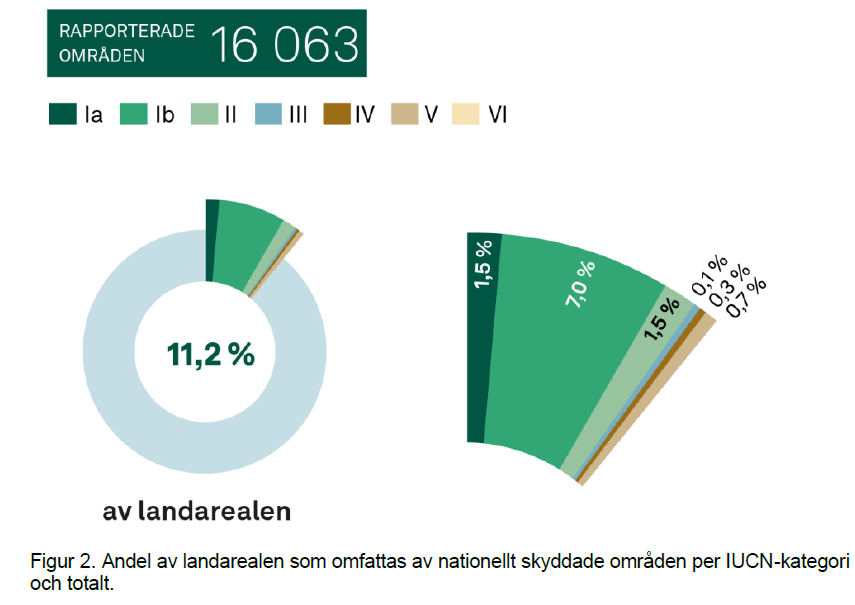 RAPPORTERADE
OMRÅDEN
16 063
Ia Ib II III IV V VI
11,2 %
av landarealen
1,5 %
7,0 %
1,5 %
0,1 %
0,3 %
0,7 %
Figur 2. Andel av landarealen som omfattas av nationellt skyddade områden per IUCN-kategori
och totalt.